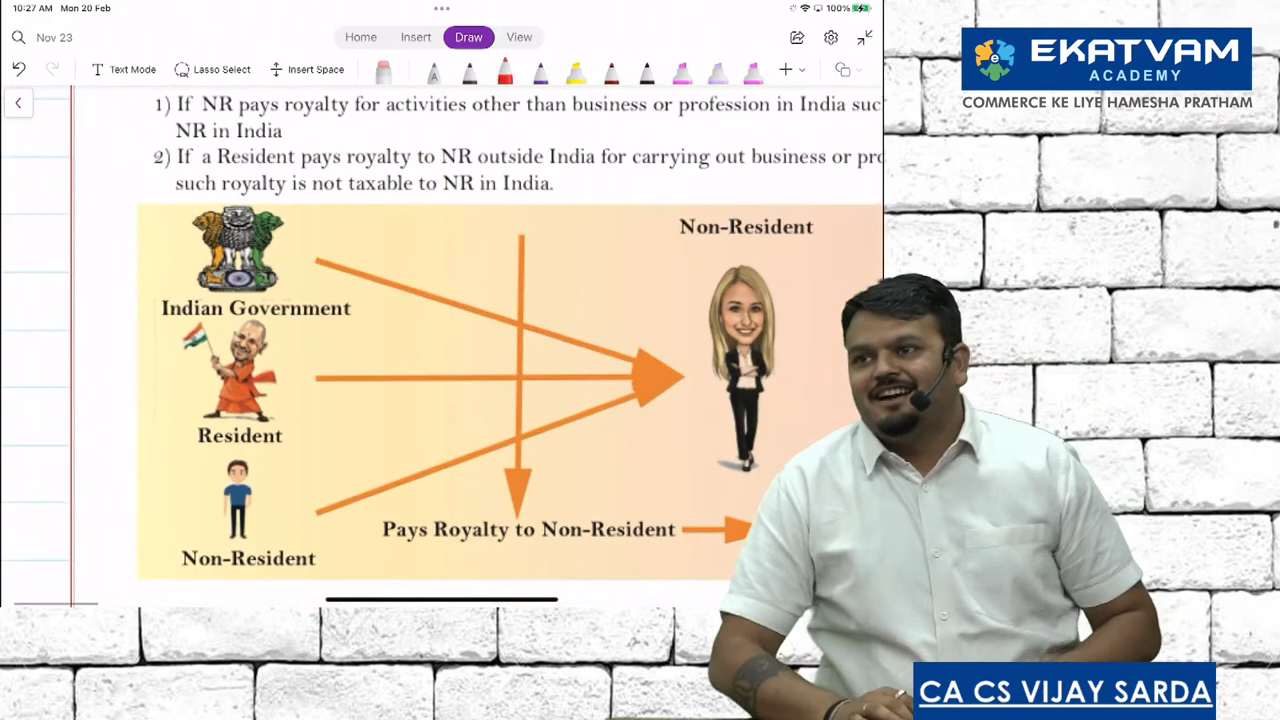 10:27 AM Mon 20 Feb
100%
Nov 23
Home Insert Draw View
Text Mode Lasso Select Insert Space
1) If NR pays royalty for activities other than business or profession in India
NR in India
2) If a Resident pays royalty to NR outside India for carrying out business or
such royalty is not taxable to NR in India.
Indian Government
Resident
Non-Resident
Non-Resident
Pays Royalty to Non-Resident
EKATVAM
ACADEMY
COMMERCE KE LIYE HAMESHA PRATHAM
CA CS VIJAY SARDA